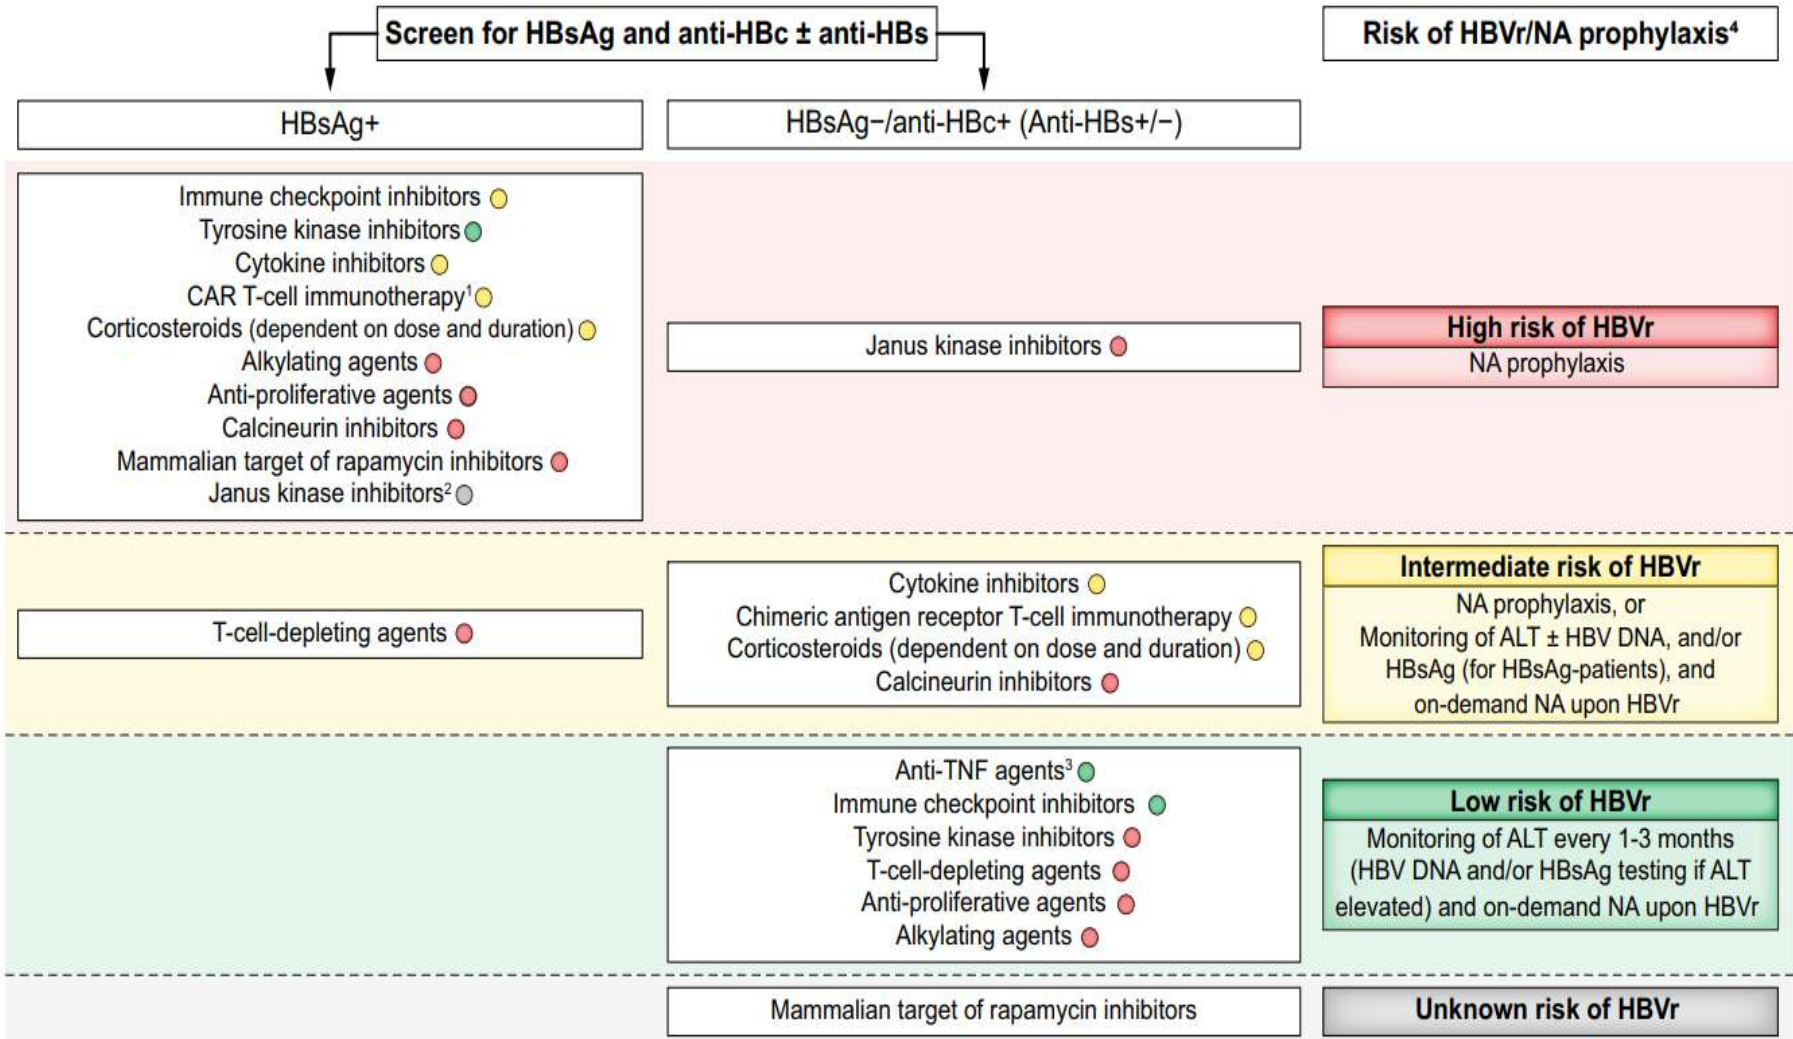 Screen for HBsAg and anti-HBc ± anti-HBs
Risk of HBVr/NA prophylaxis⁴
HBsAg+
HBsAg−/anti-HBc+ (Anti-HBs+/−)
Immune checkpoint inhibitors
Tyrosine kinase inhibitors
Cytokine inhibitors
CAR T-cell immunotherapy¹
Corticosteroids (dependent on dose and duration)
Alkylating agents
Anti-proliferative agents
Calcineurin inhibitors
Mammalian target of rapamycin inhibitors
Janus kinase inhibitors²
Janus kinase inhibitors
High risk of HBVr
NA prophylaxis
T-cell-depleting agents
Cytokine inhibitors
Chimeric antigen receptor T-cell immunotherapy
Corticosteroids (dependent on dose and duration)
Calcineurin inhibitors
Intermediate risk of HBVr
NA prophylaxis, or
Monitoring of ALT ± HBV DNA, and/or
HBsAg (for HBsAg-patients), and
on-demand NA upon HBVr
Anti-TNF agents³
Immune checkpoint inhibitors
Tyrosine kinase inhibitors
T-cell-depleting agents
Anti-proliferative agents
Alkylating agents
Low risk of HBVr
Monitoring of ALT every 1-3 months
(HBV DNA and/or HBsAg testing if ALT
elevated) and on-demand NA upon HBVr
Mammalian target of rapamycin inhibitors
Unknown risk of HBVr